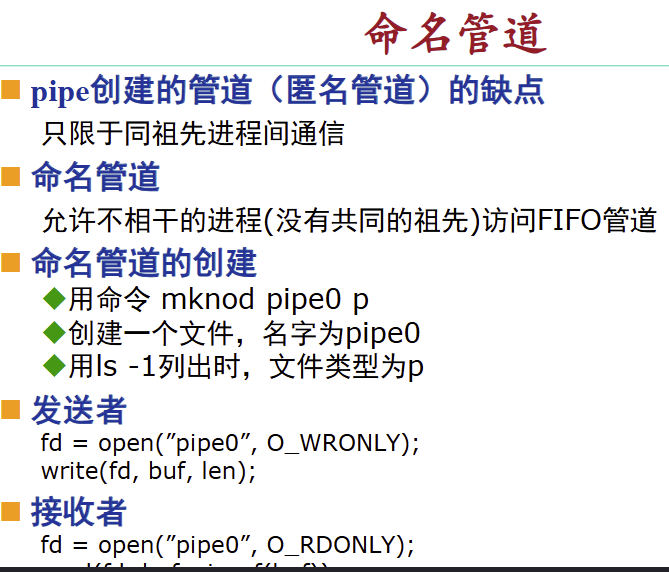 命名管道
pipe创建的管道（匿名管道）的缺点
只限于同祖先进程间通信
命名管道
允许不相干的进程(没有共同的祖先)访问FIFO管道
命名管道的创建
用命令 mknod pipe0 p
创建一个文件，名字为pipe0
用ls -1列出时，文件类型为p
发送者
fd = open(”pipe0”, O_WRONLY);
write(fd, buf, len);
接收者
fd = open(”pipe0”, O_RDONLY);